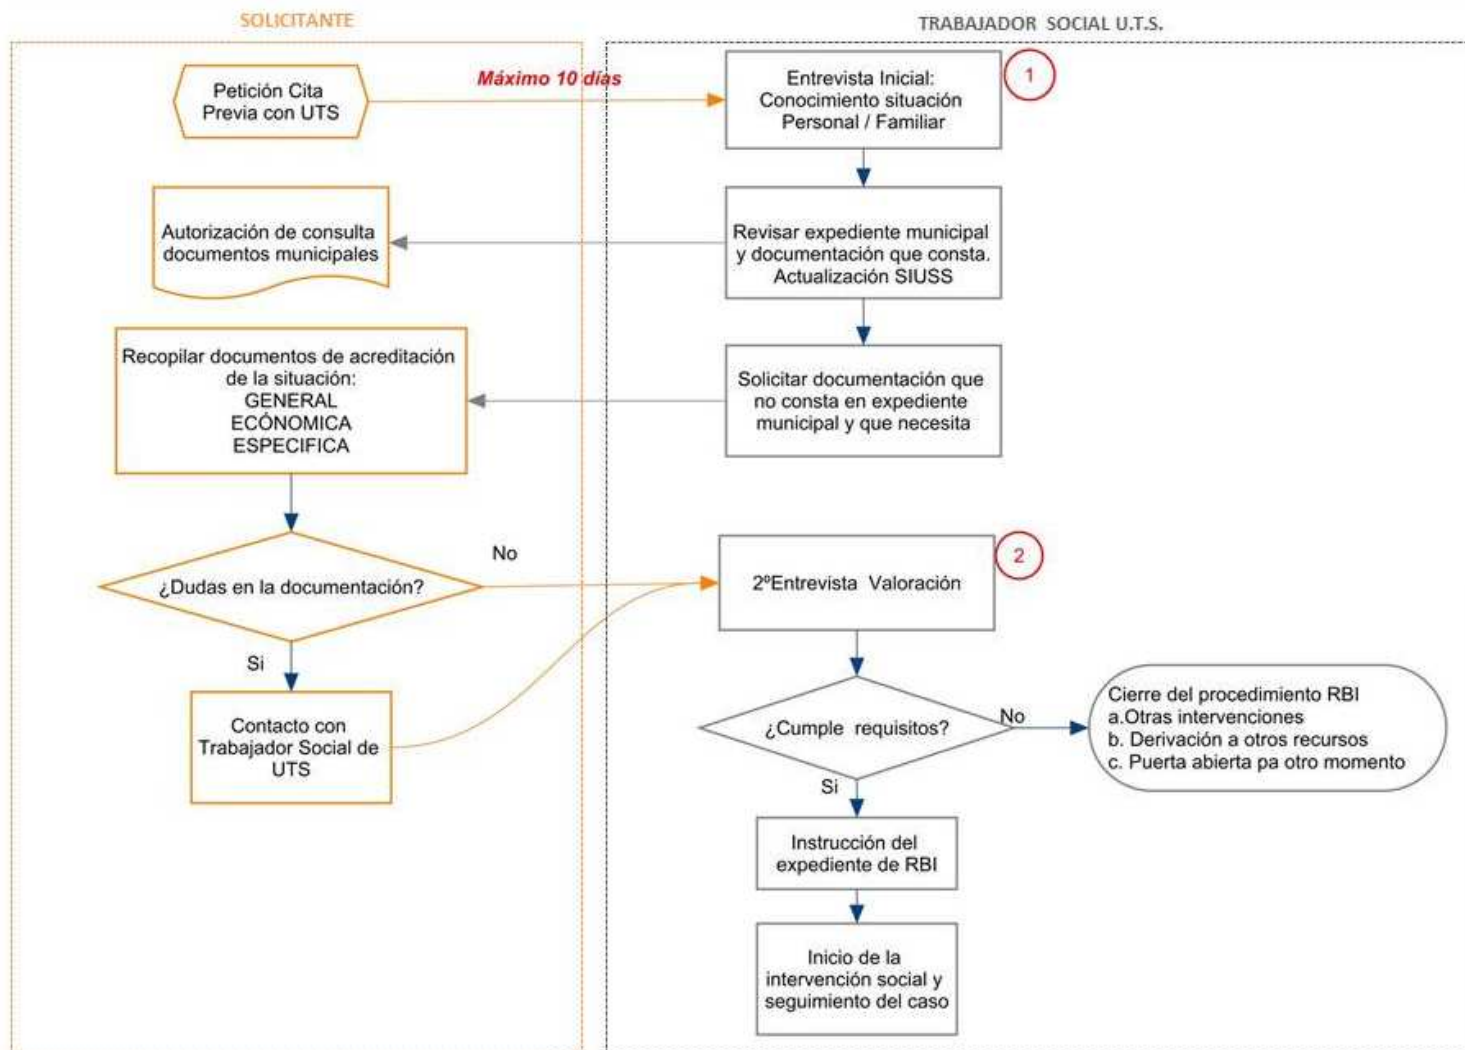 SOLICITANTE
TRABAJADOR SOCIAL U.T.S.
Petición Cita
Previa con UTS
Máximo 10 días
Entrevista Inicial:
Conocimiento situación
Personal / Familiar
1
Autorización de consulta
documentos municipales
Revisar expediente municipal
y documentación que consta.
Actualización SIUSS
Recopilar documentos de acreditación
de la situación:
GENERAL
ECÓNOMICA
ESPECIFICA
Solicitar documentación que
no consta en expediente
municipal y que necesita
¿Dudas en la documentación?
No
Si
Contacto con
Trabajador Social de
UTS
2ºEntrevista Valoración
2
¿Cumple requisitos?
No
Cierre del procedimiento RBI
a.Otras intervenciones
b. Derivación a otros recursos
c. Puerta abierta pa otro momento
Si
Instrucción del
expediente de RBI
Inicio de la
intervención social y
seguimiento del caso